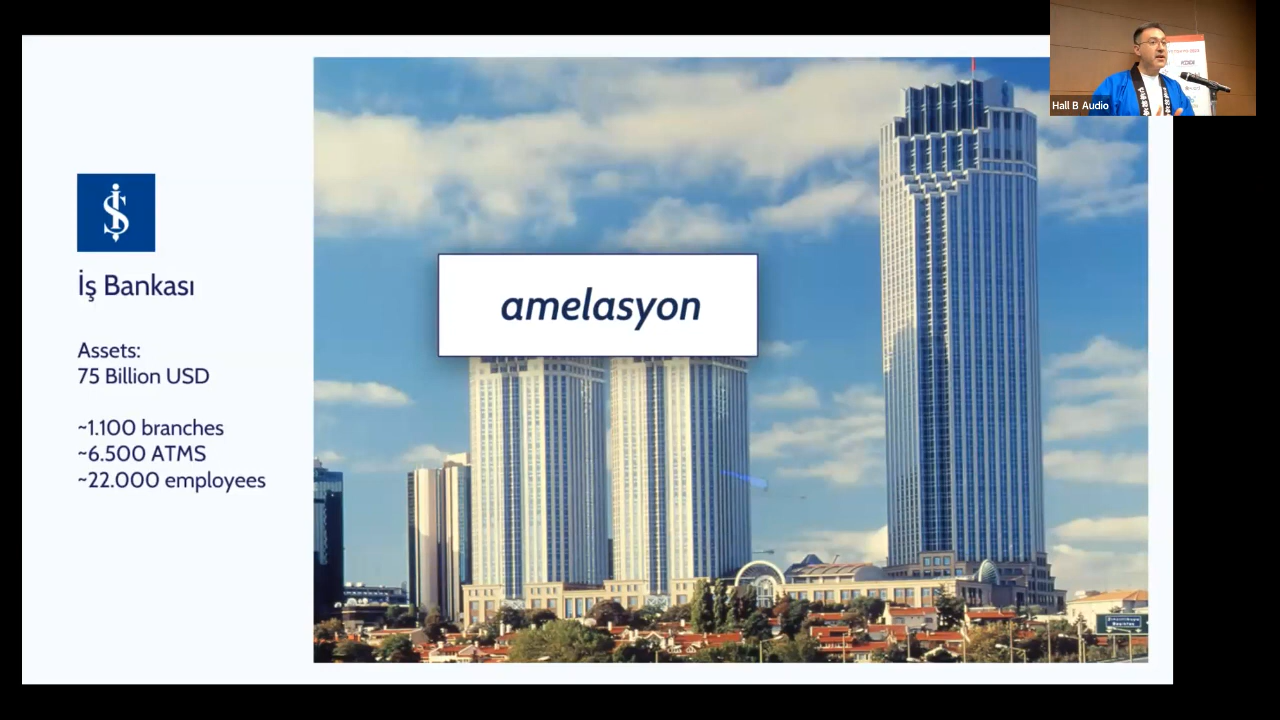 İş Bankası
Assets:
75 Billion USD
~1.100 branches
~6.500 ATMS
~22.000 employees
amelasyon
Hall B Audio